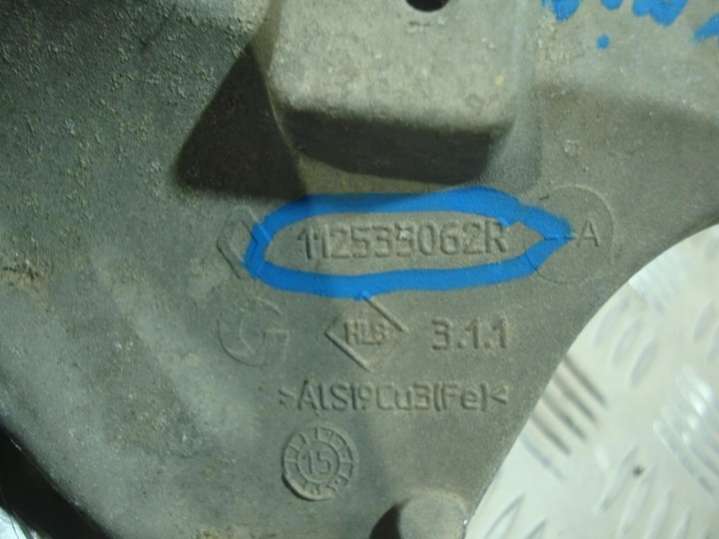 112533062R A
HLB 3.1.1
>AlSi9Cu3(Fe)<
15